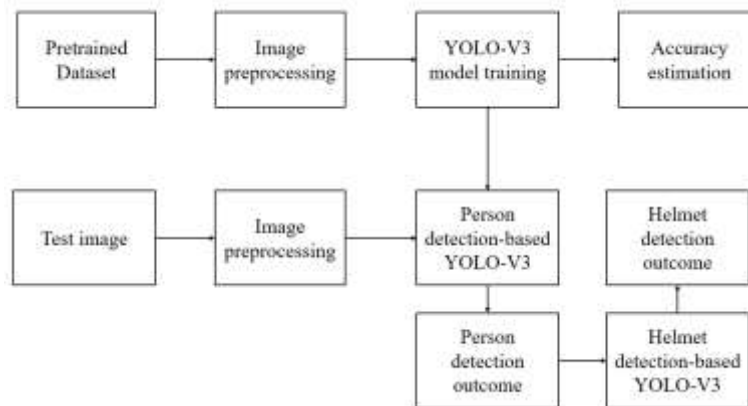 Pretrained
Dataset
Image
preprocessing
YOLO-V3
model training
Accuracy
estimation
Test image
Image
preprocessing
Person
detection-based
YOLO-V3
Helmet
detection
outcome
Person
detection
outcome
Helmet
detection-based
YOLO-V3